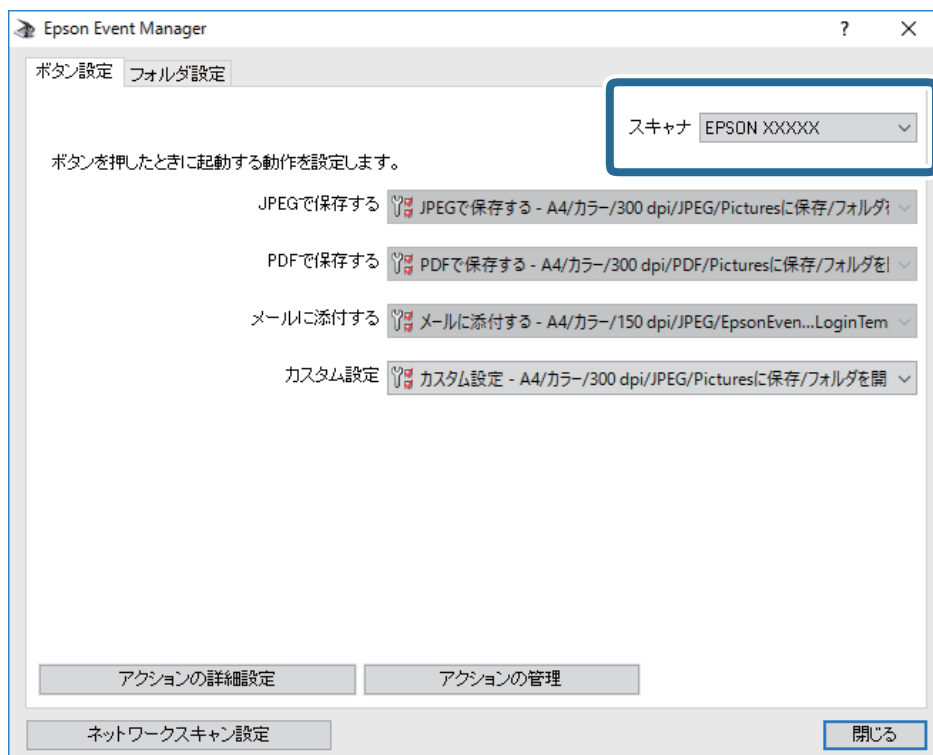 Epson Event Manager
ボタン設定 フォルダ設定
スキャナ EPSON XXXXX
ボタンを押したときに起動する動作を設定します。
JPEGで保存する JPEGで保存する - A4/カラー/300 dpi/JPEG/Picturesに保存/フォルダ
PDFで保存する PDFで保存する - A4/カラー/300 dpi/PDF/Picturesに保存/フォルダを
メールに添付する メールに添付する - A4/カラー/150 dpi/JPEG/EpsonEven...LoginTem
カスタム設定 カスタム設定 - A4/カラー/300 dpi/JPEG/Picturesに保存/フォルダを開
アクションの詳細設定 アクションの管理
ネットワークスキャン設定 閉じる